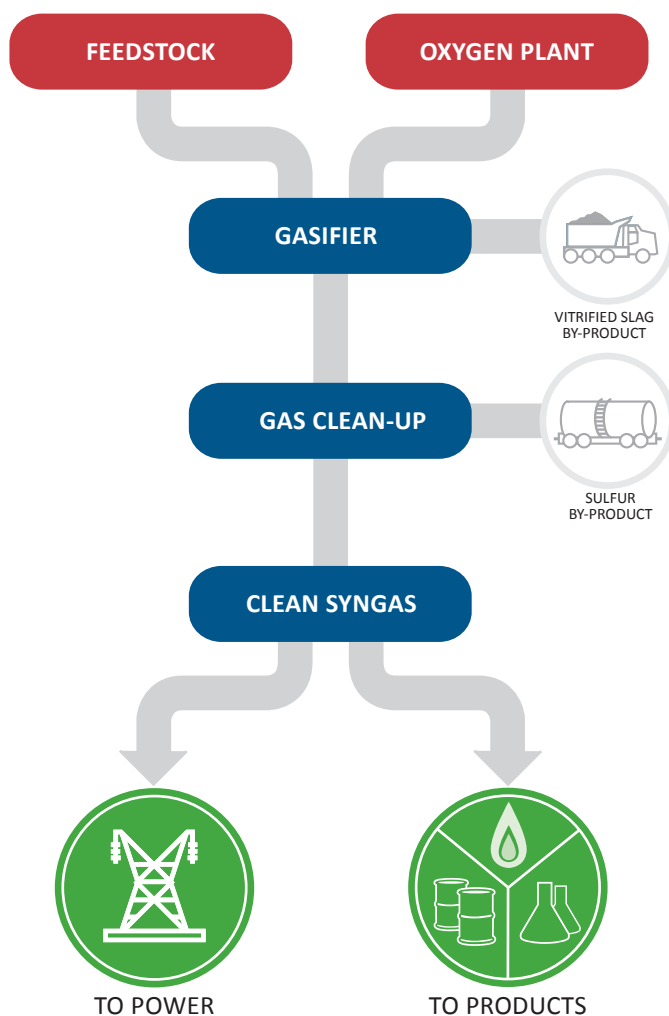 FEEDSTOCK
OXYGEN PLANT
GASIFIER
VITRIFIED SLAG
BY-PRODUCT
GAS CLEAN-UP
SULFUR
BY-PRODUCT
CLEAN SYNGAS
TO POWER
TO PRODUCTS